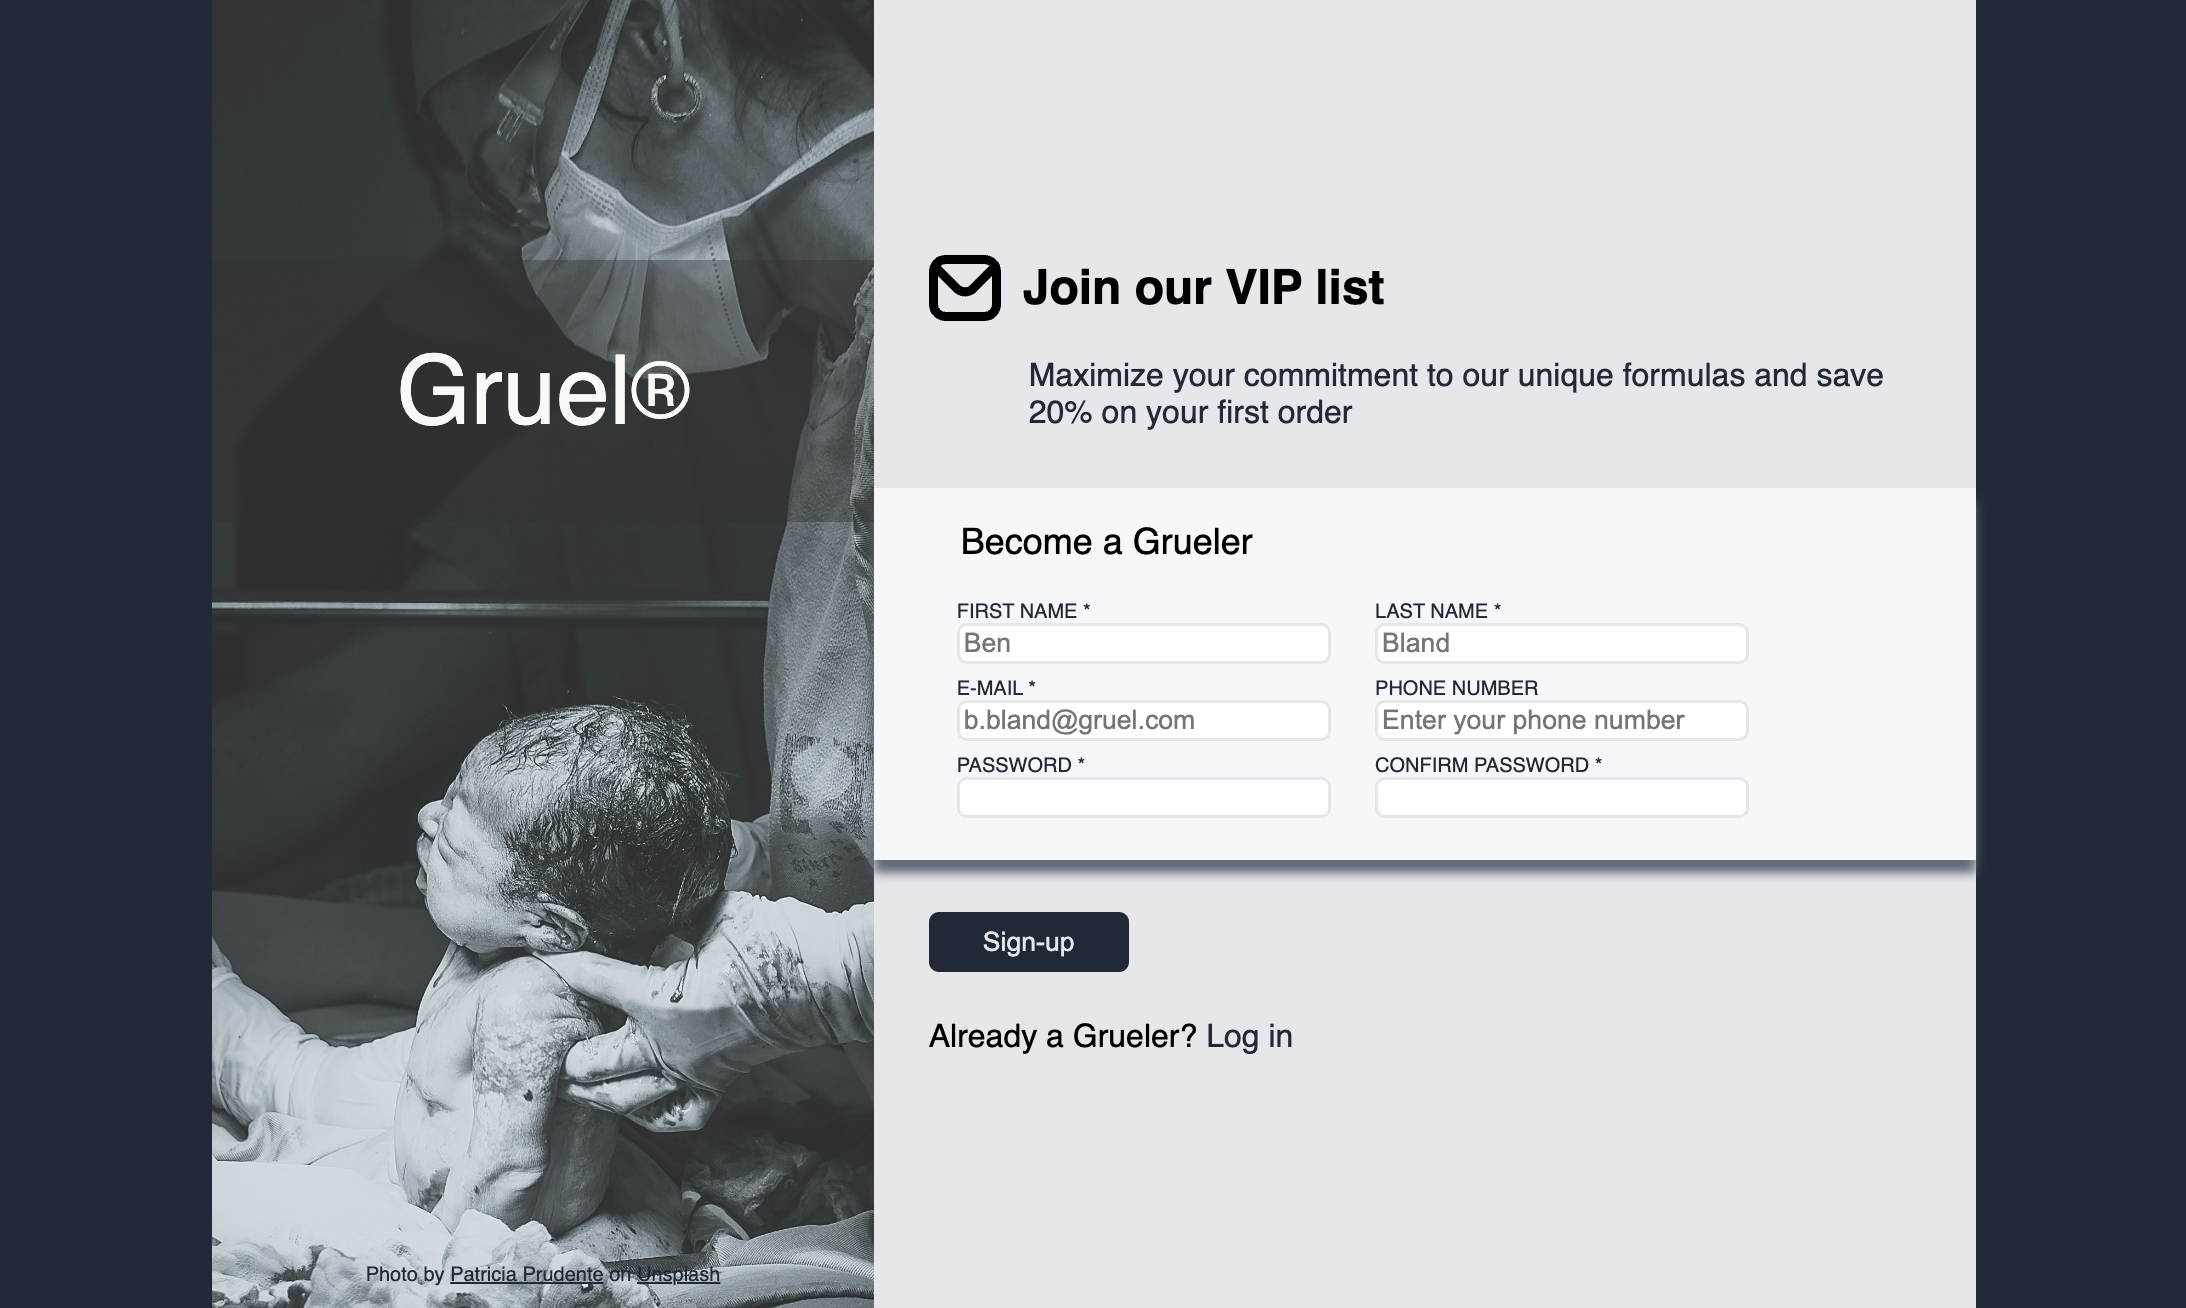 Gruel®
Photo by Patricia Prudente on Unsplash
Join our VIP list
Maximize your commitment to our unique formulas and save
20% on your first order
Become a Grueler
FIRST NAME *
Ben
LAST NAME *
Bland
E-MAIL *
b.bland@gruel.com
PHONE NUMBER
Enter your phone number
PASSWORD *
CONFIRM PASSWORD *
Sign-up
Already a Grueler? Log in